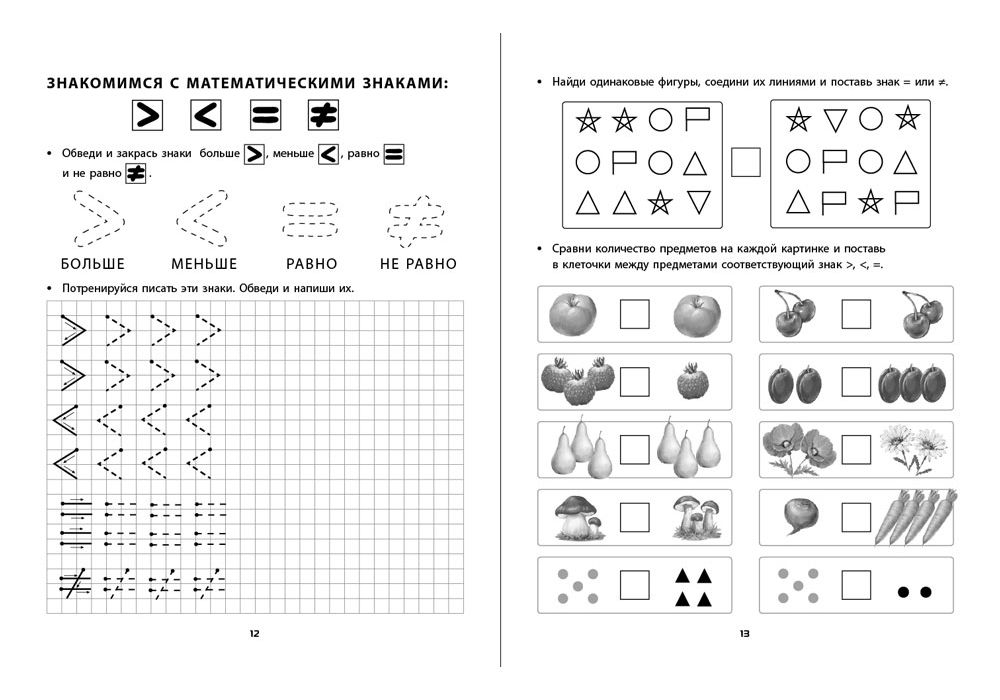 ЗНАКОМИМСЯ С МАТЕМАТИЧЕСКИМИ ЗНАКАМИ:
> < = ≠
• Обведи и закрась знаки больше >, меньше <, равно =
и не равно ≠.
БОЛЬШЕ МЕНЬШЕ РАВНО НЕ РАВНО
• Потренируйся писать эти знаки. Обведи и напиши их.
12
• Найди одинаковые фигуры, соедини их линиями и поставь знак = или ≠.
• Сравни количество предметов на каждой картинке и поставь
в клеточки между предметами соответствующий знак >, <, =.
13